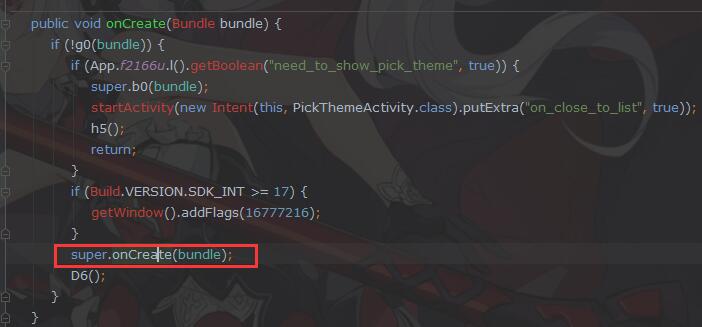 public void onCreate(Bundle bundle) {
if (!g0(bundle)) {
if (App.f2166u.l().getBoolean("need_to_show_pick_theme", true)) {
super.b0(bundle);
startActivity(new Intent(this, PickThemeActivity.class).putExtra("on_close_to_list", true));
h5();
return;
}
if (Build.VERSION.SDK_INT >= 17) {
getWindow().addFlags(16777216);
}
super.onCreate(bundle);
D6();
}
}